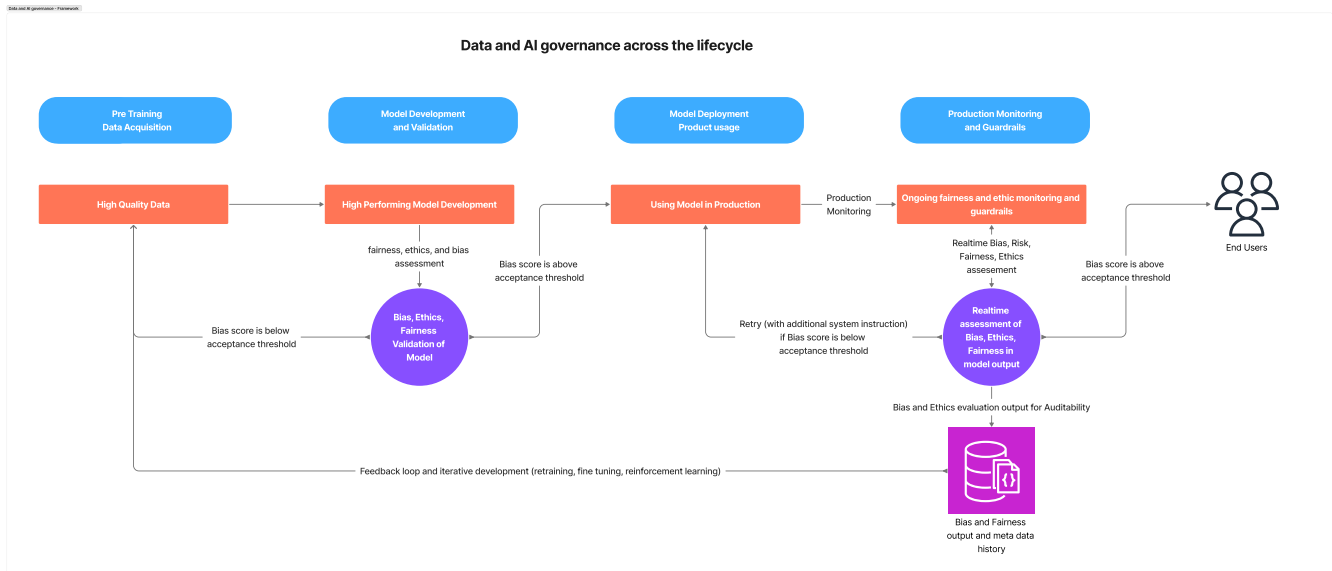 Data and AI governance - Framework
Data and AI governance across the lifecycle
Pre Training
Data Acquisition
Model Development
and Validation
Model Deployment
Product usage
Production Monitoring
and Guardrails
High Quality Data
High Performing Model Development
Using Model in Production
Production
Monitoring
Ongoing fairness and ethic monitoring and
guardrails
End Users
fairness, ethics, and bias
assessment
Bias score is above
acceptance threshold
Realtime Bias, Risk,
Fairness, Ethics
assesement
Bias score is above
acceptance threshold
Bias score is below
acceptance threshold
Bias, Ethics,
Fairness
Validation of
Model
Retry (with additional system instruction)
if Bias score is below
acceptance threshold
Realtime
assessment of
Bias, Ethics,
Fairness in
model output
Bias and Ethics evaluation output for Auditability
Feedback loop and iterative development (retraining, fine tuning, reinforcement learning)
Bias and Fairness
output and meta data
history